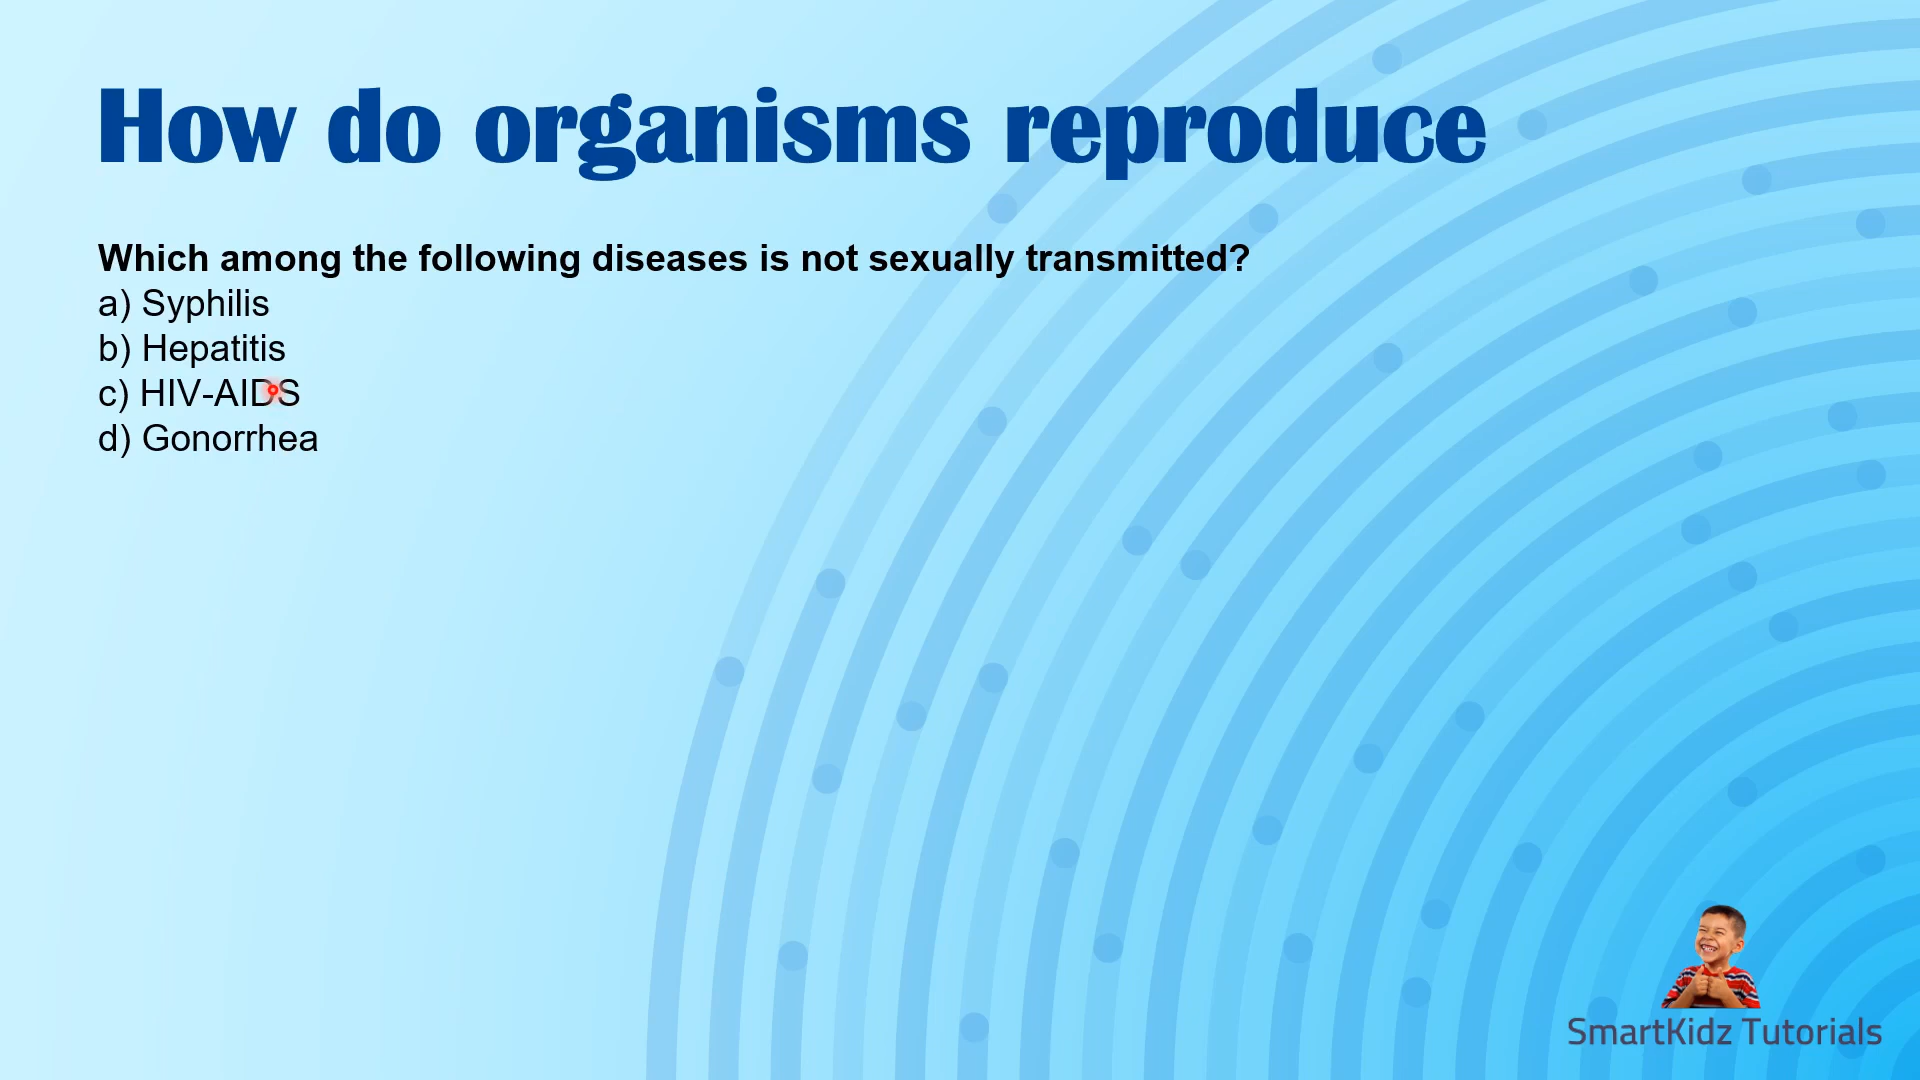 How do organisms reproduce
Which among the following diseases is not sexually transmitted?
a) Syphilis
b) Hepatitis
c) HIV-AIDS
d) Gonorrhea
SmartKidz Tutorials